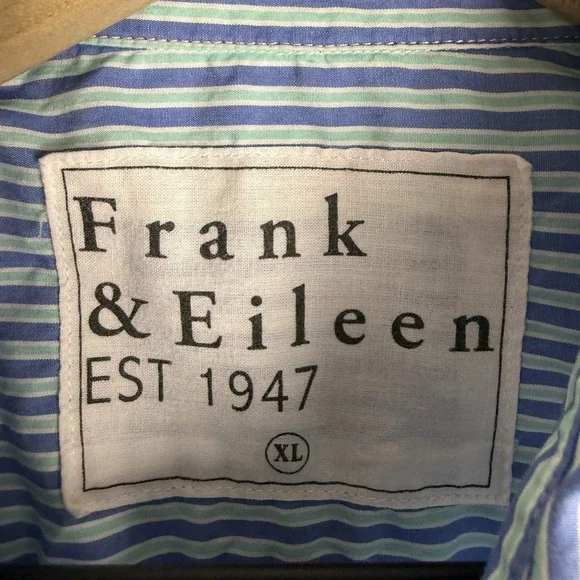 Frank
& Eileen
EST 1947
XL